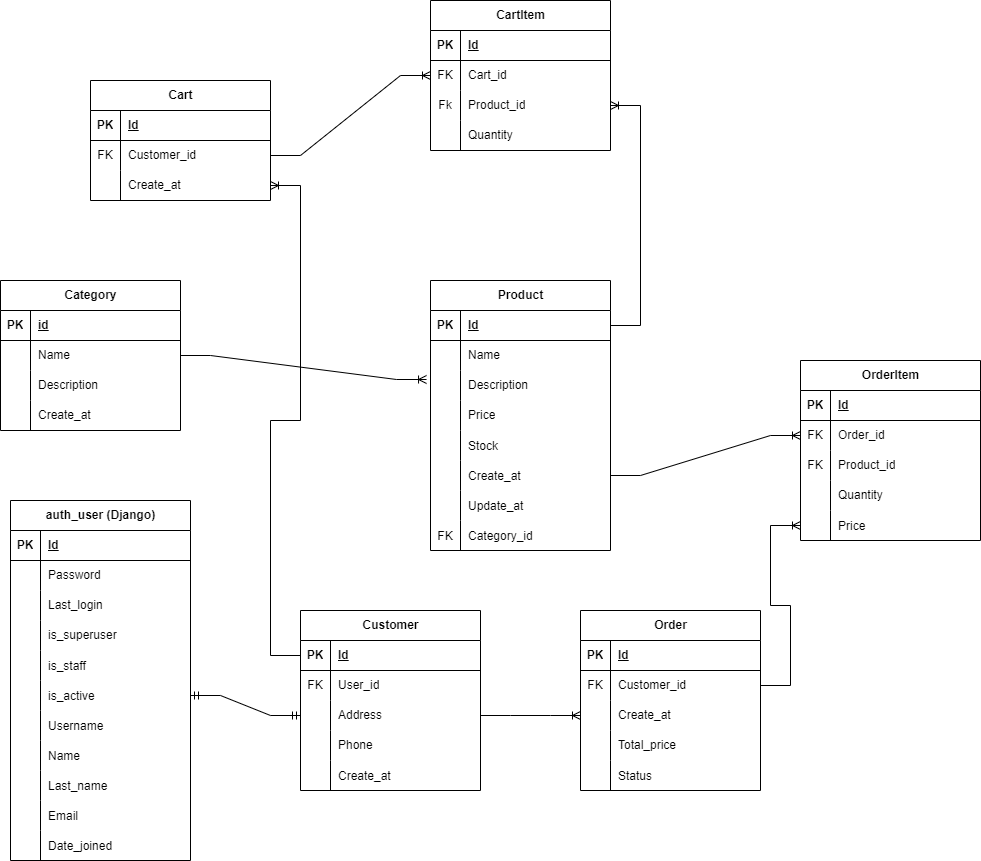 CartItem
PK Id
FK Cart_id
Fk Product_id
Quantity
Cart
PK Id
FK Customer_id
Create_at
Category
PK id
Name
Description
Create_at
Product
PK Id
Name
Description
Price
Stock
Create_at
Update_at
FK Category_id
OrderItem
PK Id
FK Order_id
FK Product_id
Quantity
Price
auth_user (Django)
PK Id
Password
Last_login
is_superuser
is_staff
is_active
Username
Name
Last_name
Email
Date_joined
Customer
PK Id
FK User_id
Address
Phone
Create_at
Order
PK Id
FK Customer_id
Create_at
Total_price
Status